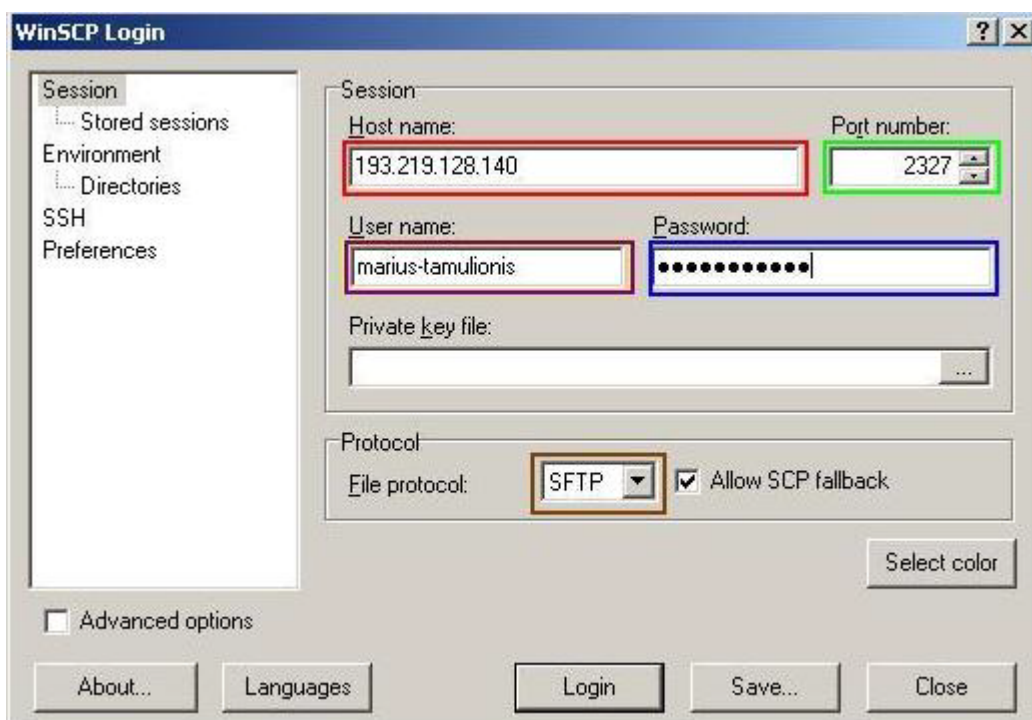 WinSCP Login
Session
Stored sessions
Environment
Directories
SSH
Preferences
Session
Host name:
Port number:
193.219.128.140
2327
User name:
Password:
marius-tamulionis
●●●●●●●●●●●
Private key file:
...
Protocol
File protocol:
SFTP
Allow SCP fallback
Select color
Advanced options
About...
Languages
Login
Save...
Close